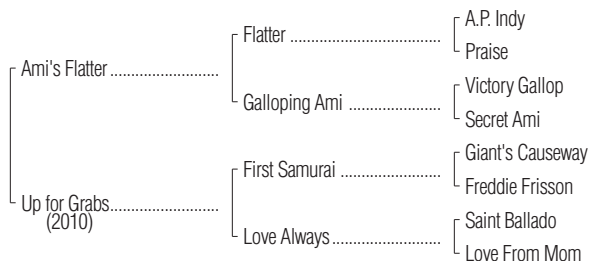 A.P. Indy
Flatter
Praise
Ami's Flatter
Victory Gallop
Galloping Ami
Secret Ami
Giant's Causeway
First Samurai
Freddie Frisson
Up for Grabs
(2010)
Saint Ballado
Love Always
Love From Mom